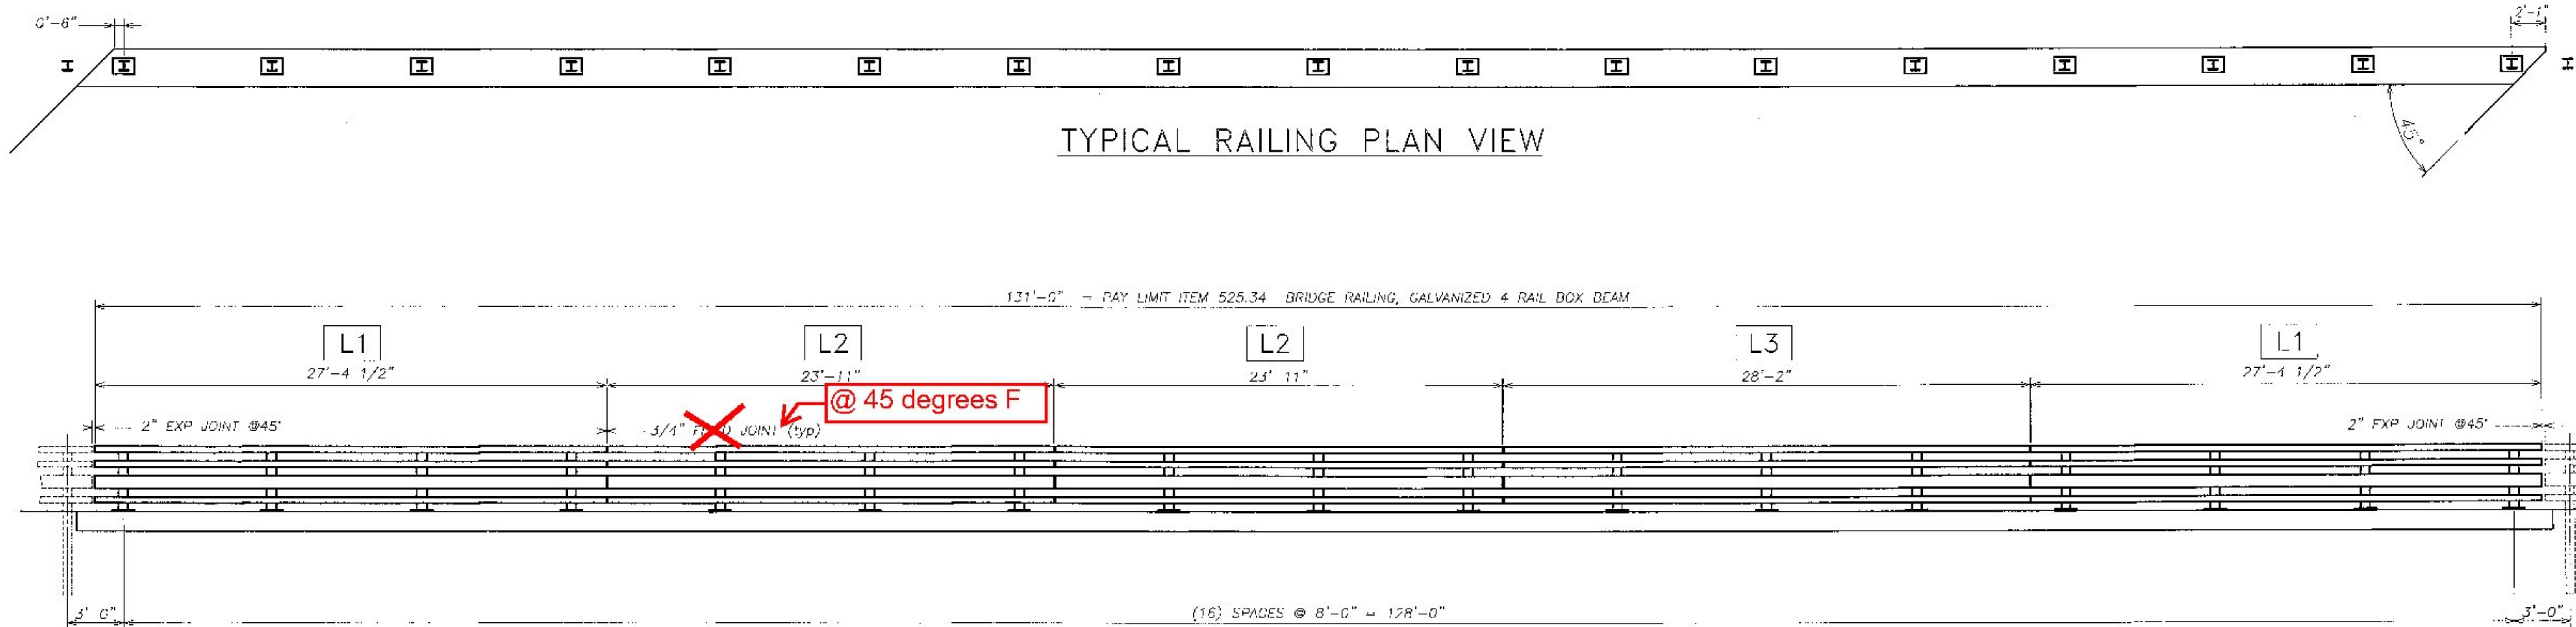 0'-6"
2'-1"
45°
TYPICAL RAILING PLAN VIEW
131'-0" - PAY LIMIT ITEM 525.34 BRIDGE RAILING, GALVANIZED 4 RAIL BOX BEAM
L1 L2 L2 L3 L1
27'-4 1/2" 23'-11" 23'-11" 28'-2" 27'-4 1/2"
@ 45 degrees F
2" EXP JOINT @45° 3/4" JOINT (typ) 2" EXP JOINT @45°
3'-0" (16) SPACES @ 8'-0" = 128'-0" 3'-0"